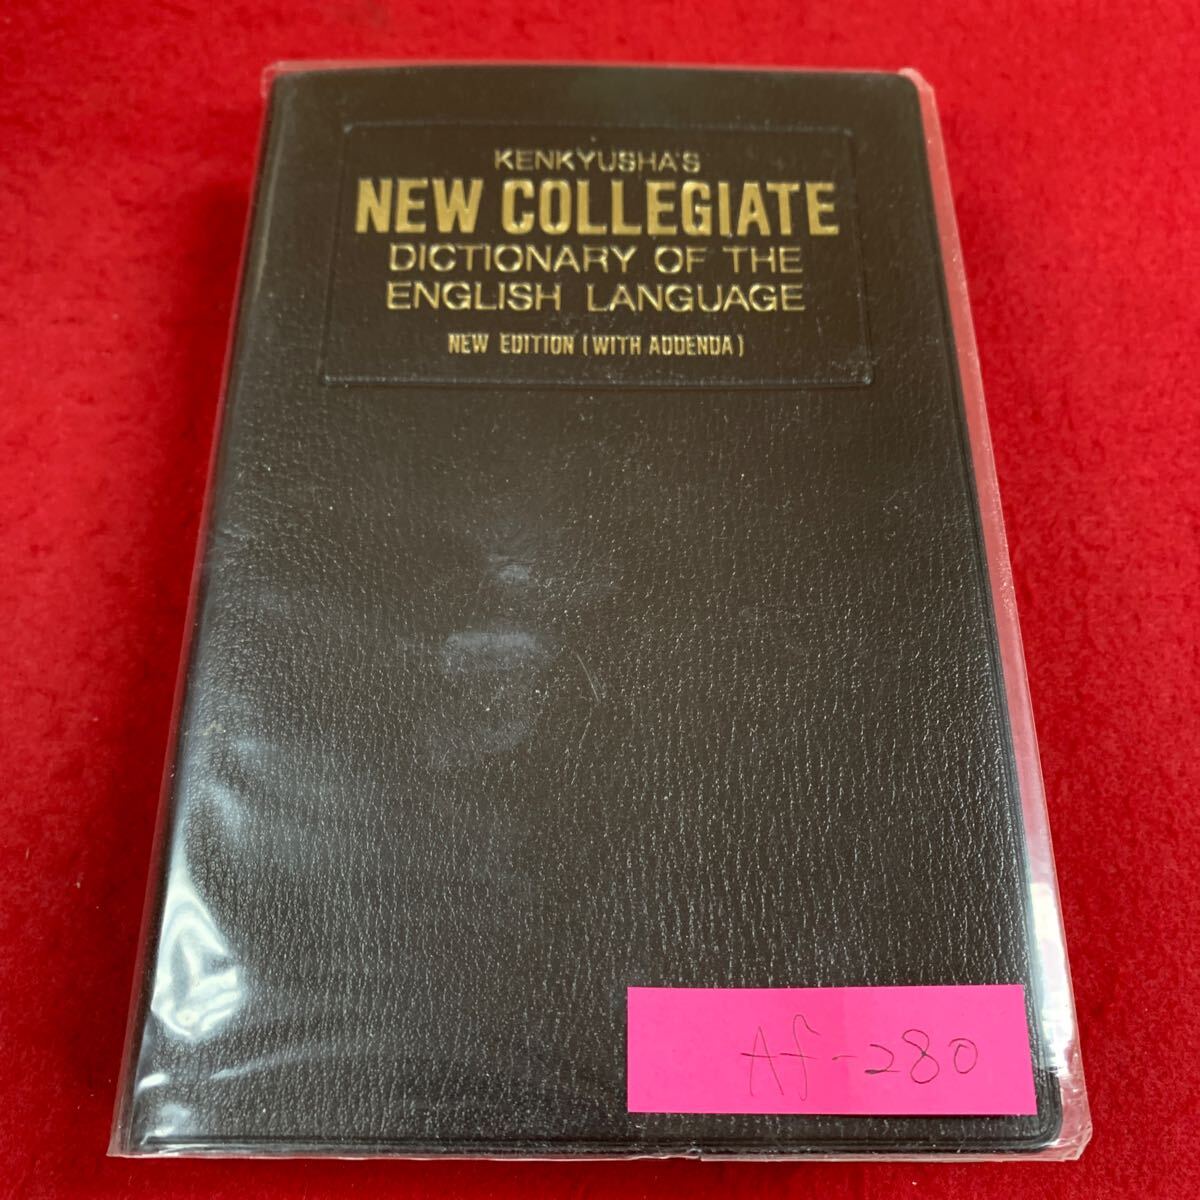 KENKYUSHA'S
NEW COLLEGIATE
DICTIONARY OF THE
ENGLISH LANGUAGE
NEW EDITION (WITH ADDENDA)
Af-280